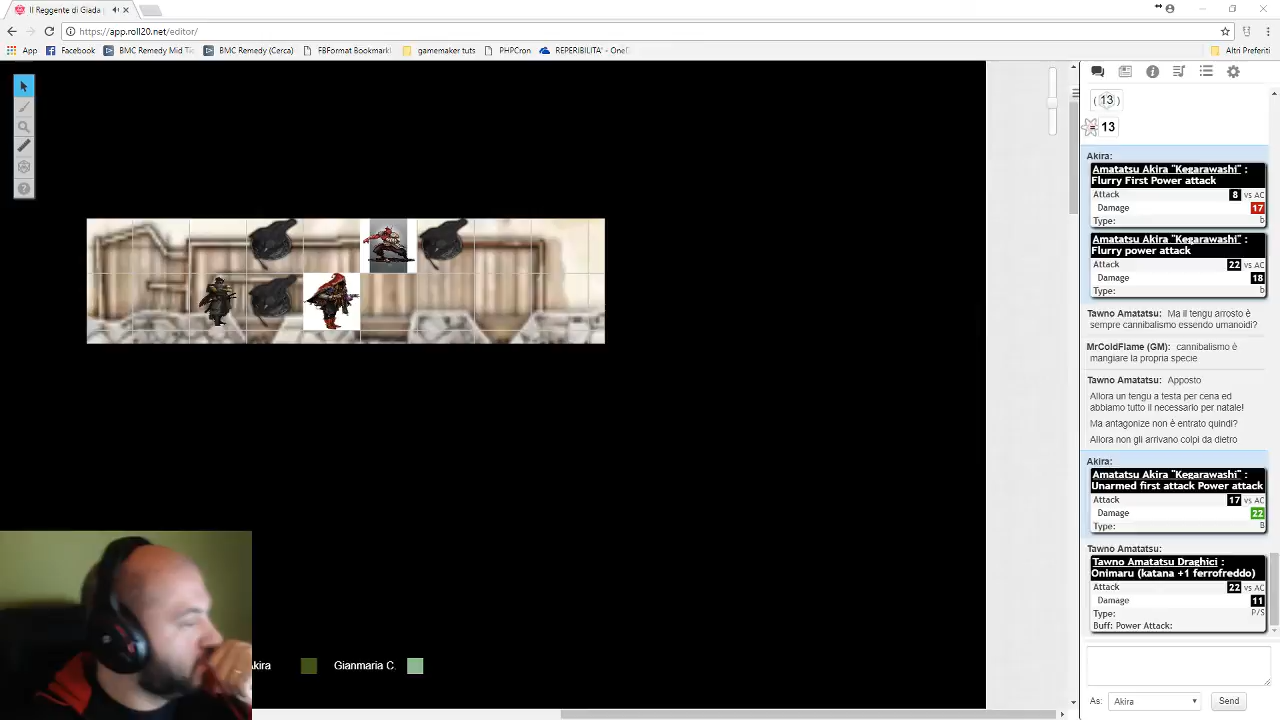 Il Reggente di Giada
https://app.roll20.net/editor/
App
Facebook
BMC Remedy Mid Tie
BMC Remedy (Cerca)
FBFormat Bookmark
gamemaker tuts
PHPCron
REPERIBILITA' - One
Altri Preferiti
(13)
= 13
Akira:
Amatatsu Akira "Kegarawashi" :
Flurry First Power attack
Attack 8 vs AC
Damage 17
Type: b
Amatatsu Akira "Kegarawashi" :
Flurry power attack
Attack 22 vs AC
Damage 18
Type: b
Tawno Amatatsu: Ma il tengu arrosto è
sempre cannibalismo essendo umanoidi?
MrColdFlame (GM): cannibalismo è
mangiare la propria specie
Tawno Amatatsu: Apposto
Allora un tengu a testa per cena ed
abbiamo tutto il necessario per natale!
Ma antagonize non è entrato quindi?
Allora non gli arrivano colpi da dietro
Akira:
Amatatsu Akira "Kegarawashi" :
Unarmed first attack Power attack
Attack 17 vs AC
Damage 22
Type: B
Tawno Amatatsu:
Tawno Amatatsu Draghici :
Onimaru (katana +1 ferrofreddo)
Attack 22 vs AC
Damage 11
Type: P/S
Buff: Power Attack:
kira
Gianmaria C.
As: Akira Send